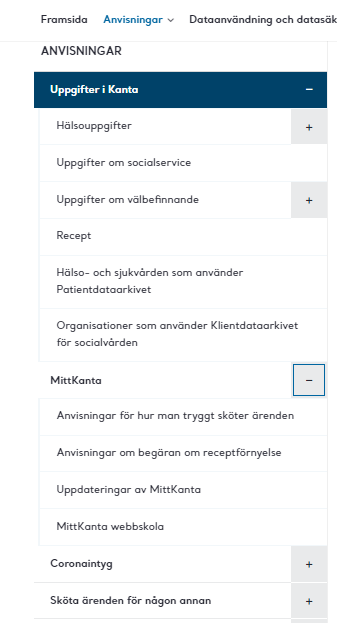 Framsida Anvisningar Dataanvändning och datasäk
ANVISNINGAR
Uppgifter i Kanta −
Hälsouppgifter +
Uppgifter om socialservice
Uppgifter om välbefinnande +
Recept
Hälso- och sjukvården som använder
Patientdataarkivet
Organisationer som använder Klientdataarkivet
för socialvården
MittKanta −
Anvisningar för hur man tryggt sköter ärenden
Anvisningar om begäran om receptförnyelse
Uppdateringar av MittKanta
MittKanta webbskola
Coronaintyg +
Sköta ärenden för någon annan +